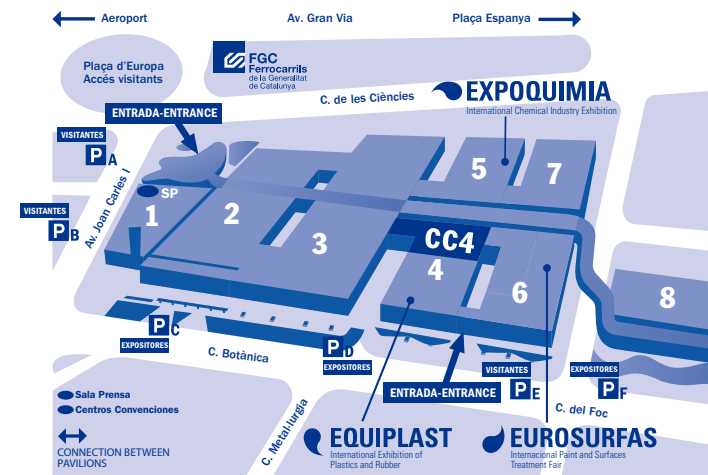 Aeroport
Av. Gran Via
Plaça Espanya
Plaça d'Europa
Accés visitants
FGC
Ferrocarrils
de la Generalitat
de Catalunya
C. de les Ciències
EXPOQUIMIA
International Chemical Industry Exhibition
ENTRADA-ENTRANCE
VISITANTES
P A
VISITANTES
P B
Av. Joan Carles I
SP
1
2
3
5
7
CC4
4
6
8
P C
EXPOSITORES
C. Botànica
P D
EXPOSITORES
ENTRADA-ENTRANCE
VISITANTES
P E
EXPOSITORES
P F
C. del Foc
C. Metal·lurgia
Sala Prensa
Centros Convenciones
CONNECTION BETWEEN
PAVILIONS
EQUIPLAST
International Exhibition of
Plastics and Rubber
EUROSURFAS
Internacional Paint and Surfaces
Treatment Fair